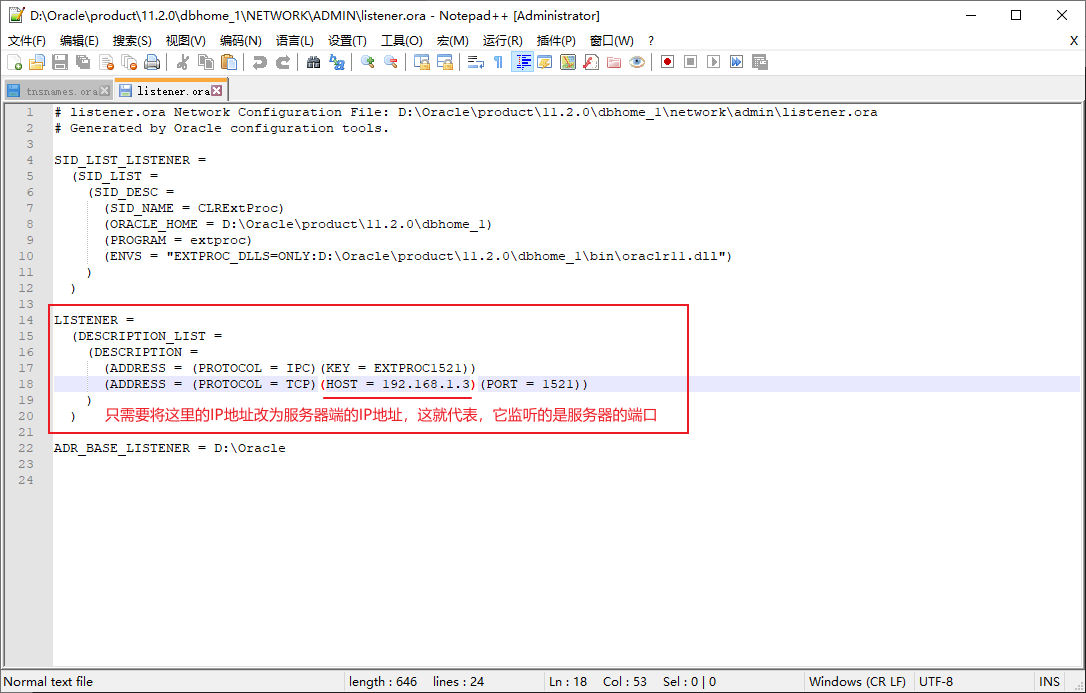 D:\Oracle\product\11.2.0\dbhome_1\NETWORK\ADMIN\listener.ora - Notepad++ [Administrator]
文件(F) 编辑(E) 搜索(S) 视图(V) 编码(N) 语言(L) 设置(T) 工具(O) 宏(M) 运行(R) 插件(P) 窗口(W) ? X
tnsnames.ora listener.ora
1 # listener.ora Network Configuration File: D:\Oracle\product\11.2.0\dbhome_1\network\admin\listener.ora
2 # Generated by Oracle configuration tools.
3
4 SID_LIST_LISTENER =
5 (SID_LIST =
6 (SID_DESC =
7 (SID_NAME = CLRExtProc)
8 (ORACLE_HOME = D:\Oracle\product\11.2.0\dbhome_1)
9 (PROGRAM = extproc)
10 (ENVS = "EXTPROC_DLLS=ONLY:D:\Oracle\product\11.2.0\dbhome_1\bin\oraclr11.dll")
11 )
12 )
13
14 LISTENER =
15 (DESCRIPTION_LIST =
16 (DESCRIPTION =
17 (ADDRESS = (PROTOCOL = IPC)(KEY = EXTPROC1521))
18 (ADDRESS = (PROTOCOL = TCP)(HOST = 192.168.1.3)(PORT = 1521))
19 )
20 ) 只需要将这里的IP地址改为服务器端的IP地址，这就代表，它监听的是服务器的端口
21
22 ADR_BASE_LISTENER = D:\Oracle
23
24
Normal text file length : 646 lines : 24 Ln : 18 Col : 53 Sel : 0 | 0 Windows (CR LF) UTF-8 INS